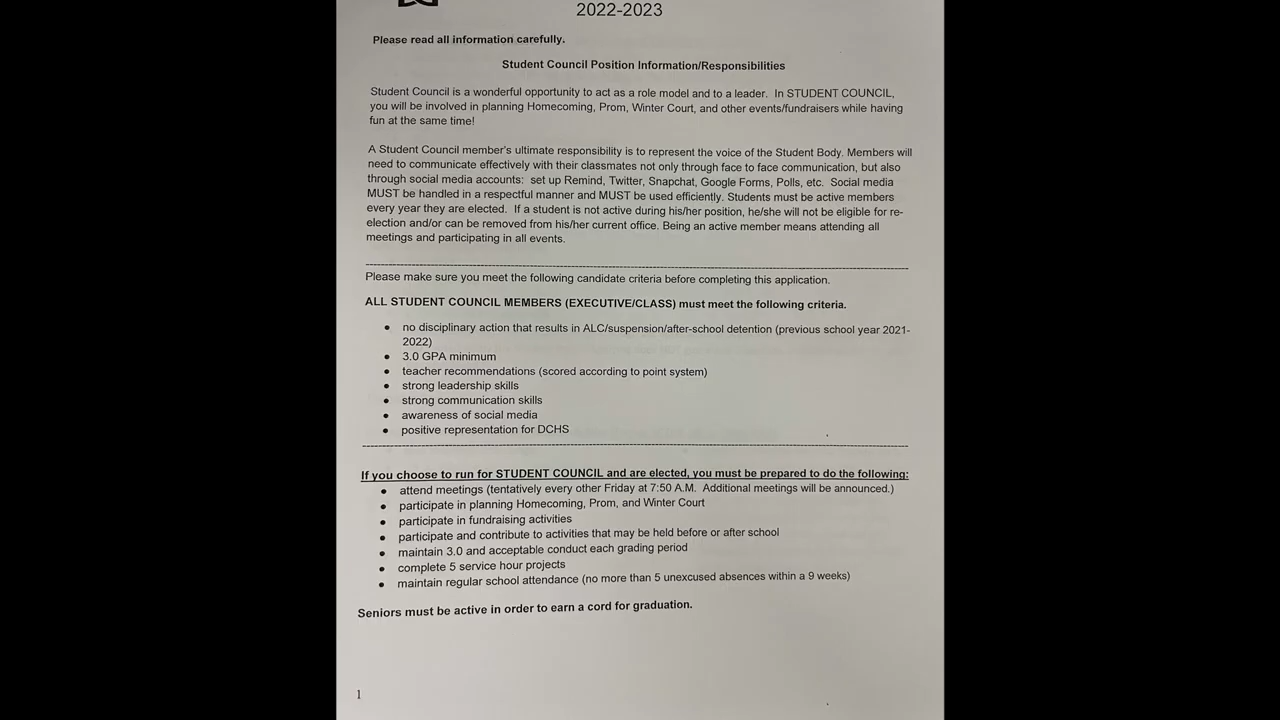 2022-2023
Please read all information carefully.
Student Council Position Information/Responsibilities
Student Council is a wonderful opportunity to act as a role model and to a leader. In STUDENT COUNCIL,
you will be involved in planning Homecoming, Prom, Winter Court, and other events/fundraisers while having
fun at the same time!
A Student Council member's ultimate responsibility is to represent the voice of the Student Body. Members will
need to communicate effectively with their classmates not only through face to face communication, but also
through social media accounts: set up Remind, Twitter, Snapchat, Google Forms, Polls, etc. Social media
MUST be handled in a respectful manner and MUST be used efficiently. Students must be active members
every year they are elected. If a student is not active during his/her position, he/she will not be eligible for re-
election and/or can be removed from his/her current office. Being an active member means attending all
meetings and participating in all events.
Please make sure you meet the following candidate criteria before completing this application.
ALL STUDENT COUNCIL MEMBERS (EXECUTIVE/CLASS) must meet the following criteria.
• no disciplinary action that results in ALC/suspension/after-school detention (previous school year 2021-
2022)
• 3.0 GPA minimum
• teacher recommendations (scored according to point system)
• strong leadership skills
• strong communication skills
• awareness of social media
• positive representation for DCHS
If you choose to run for STUDENT COUNCIL and are elected, you must be prepared to do the following:
• attend meetings (tentatively every other Friday at 7:50 A.M. Additional meetings will be announced.)
• participate in planning Homecoming, Prom, and Winter Court
• participate in fundraising activities
• participate and contribute to activities that may be held before or after school
• maintain 3.0 and acceptable conduct each grading period
• complete 5 service hour projects
• maintain regular school attendance (no more than 5 unexcused absences within a 9 weeks)
Seniors must be active in order to earn a cord for graduation.
1